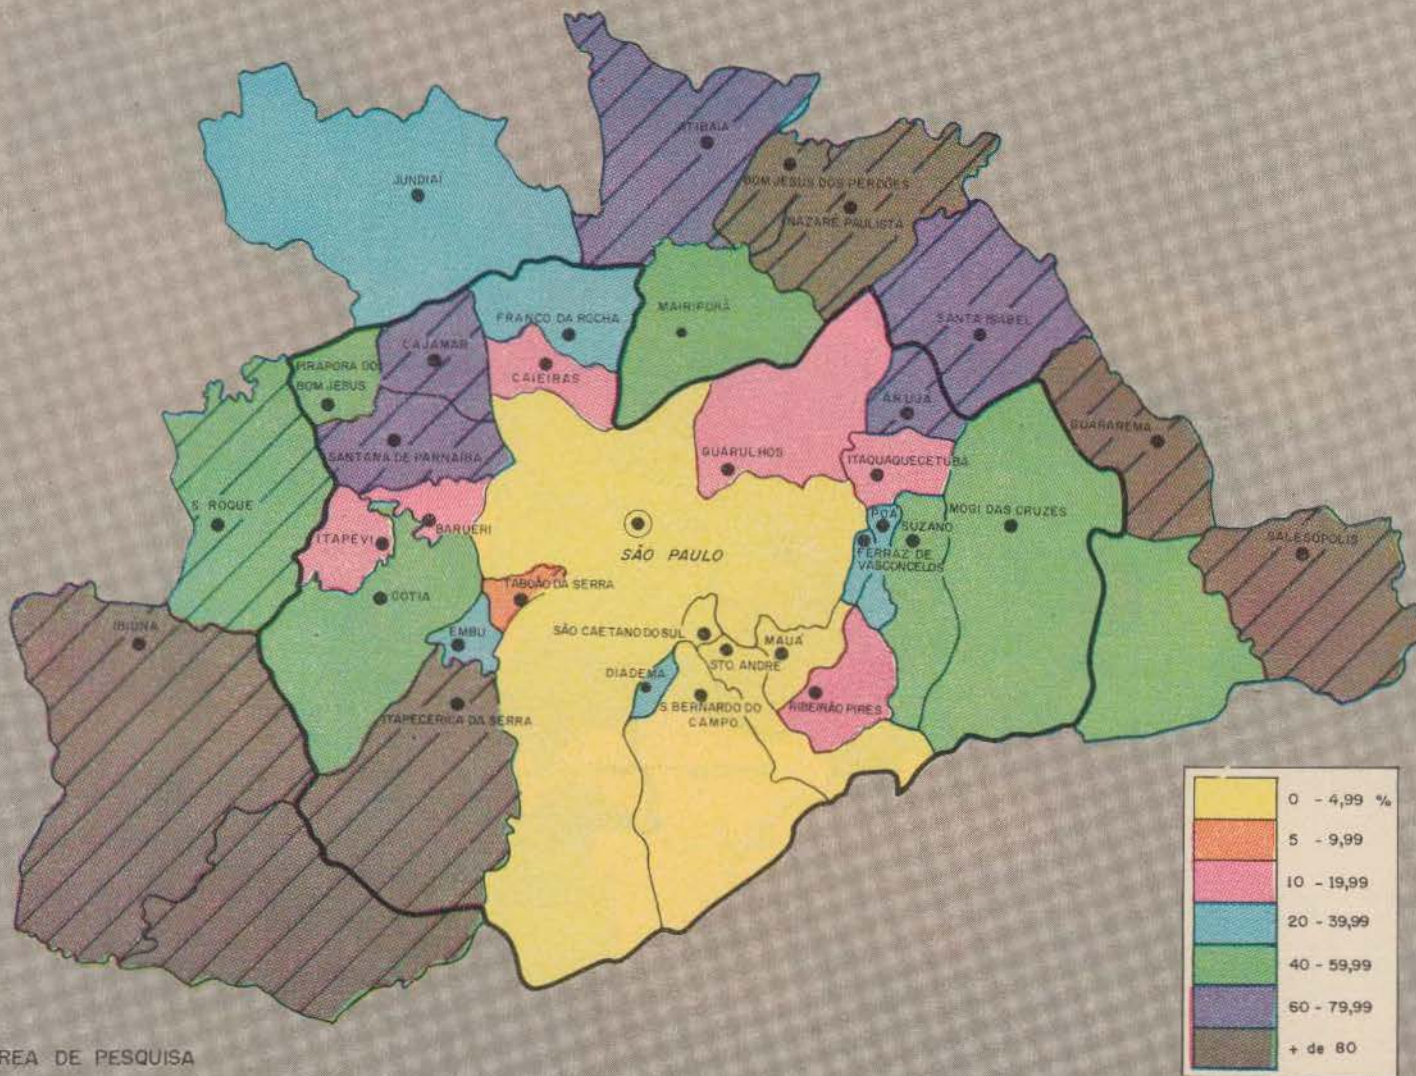 ATIBAIA
JUNDIAÍ
BOM JESUS DOS PERDÕES
NAZARÉ PAULISTA
MAIRIPORÃ
FRANCO DA ROCHA
SANTA ISABEL
CAJAMAR
PIRAPORA DO
BOM JESUS
CAIEIRAS
ARUJÁ
GUARAREMA
SANTANA DE PARNAÍBA
GUARULHOS
ITAQUAQUECETUBA
S. ROQUE
BARUERI
ITAPEVI
POÁ
SUZANO
MOGI DAS CRUZES
SALESÓPOLIS
SÃO PAULO
FERRAZ DE
VASCONCELOS
TABOÃO DA SERRA
COTIA
IBIUNA
EMBU
SÃO CAETANO DO SUL
MAUÁ
STO. ANDRÉ
DIADEMA
ITAPECERICA DA SERRA
S. BERNARDO DO
CAMPO
RIBEIRÃO PIRES
0 - 4,99 %
5 - 9,99
10 - 19,99
20 - 39,99
40 - 59,99
60 - 79,99
+ de 80
REA DE PESQUISA